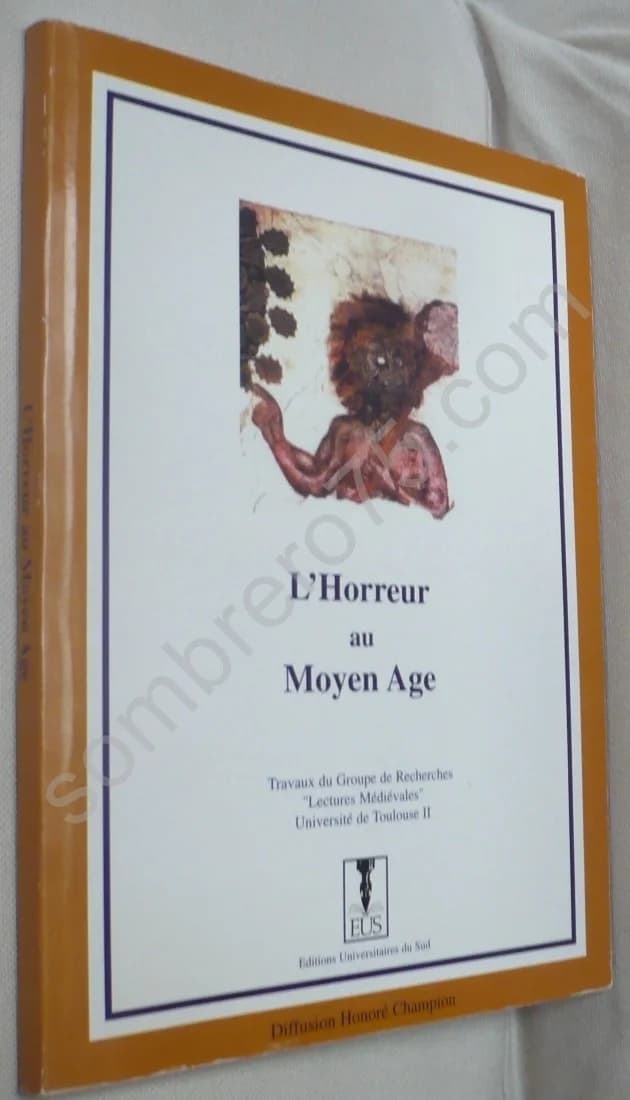 L'Horreur
au
Moyen Age
Travaux du Groupe de Recherches
"Lectures Médiévales"
Université de Toulouse II
EUS
Editions Universitaires du Sud
Diffusion Honoré Champion
L'Horreur au Moyen Age
sombrero75.com